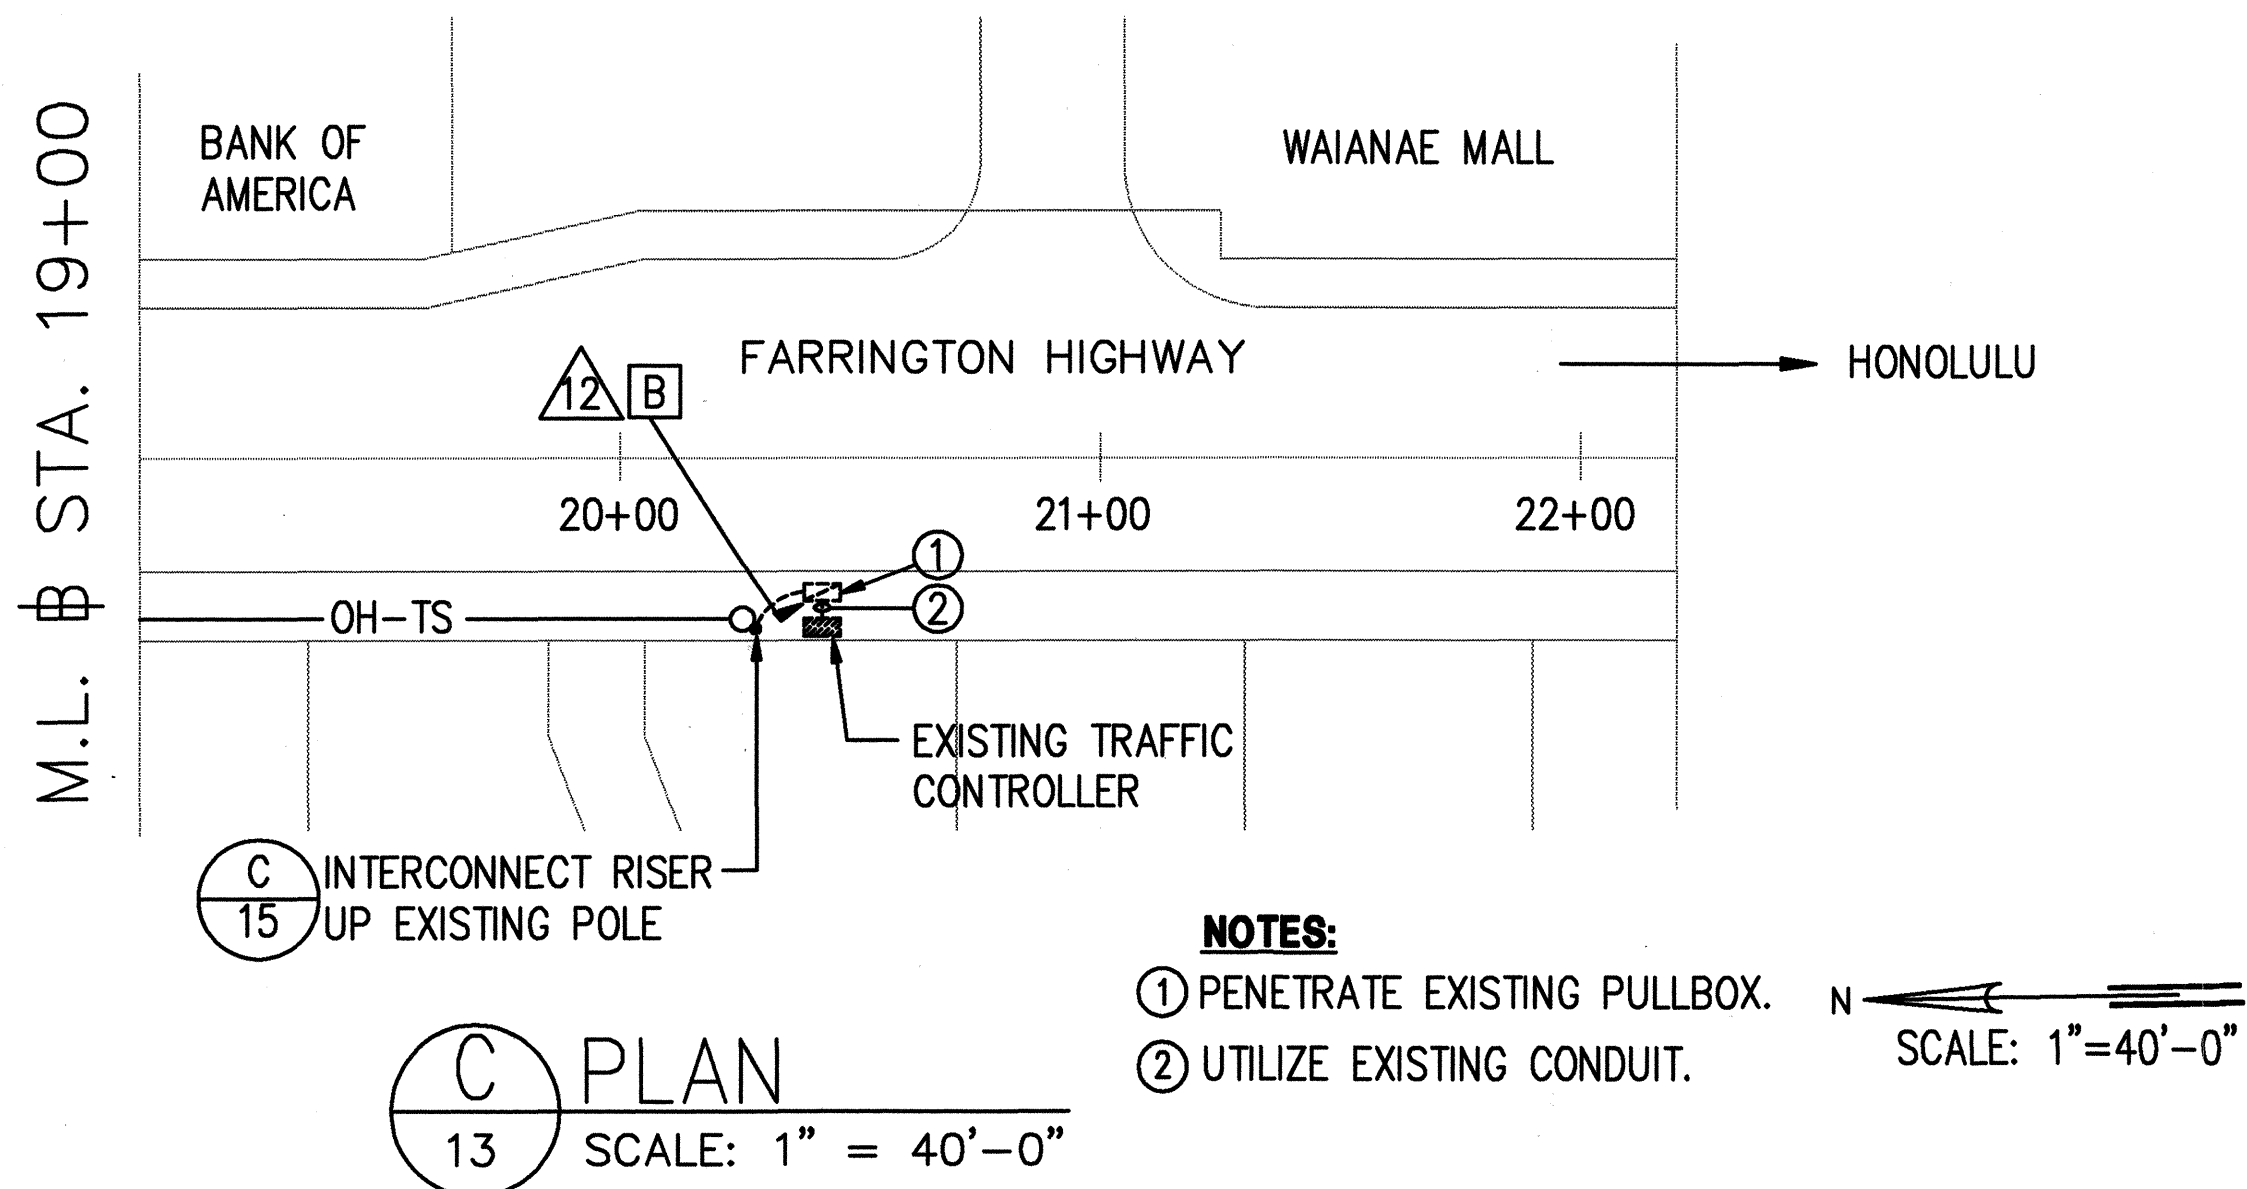 M.L. B STA. 19+00
BANK OF
AMERICA
WAIANAE MALL
FARRINGTON HIGHWAY
HONOLULU
12
B
20+00
21+00
22+00
1
2
OH-TS
EXISTING TRAFFIC
CONTROLLER
C
15
INTERCONNECT RISER
UP EXISTING POLE
NOTES:
1 PENETRATE EXISTING PULLBOX.
2 UTILIZE EXISTING CONDUIT.
N
SCALE: 1"=40'-0"
C
13
PLAN
SCALE: 1" = 40'-0"